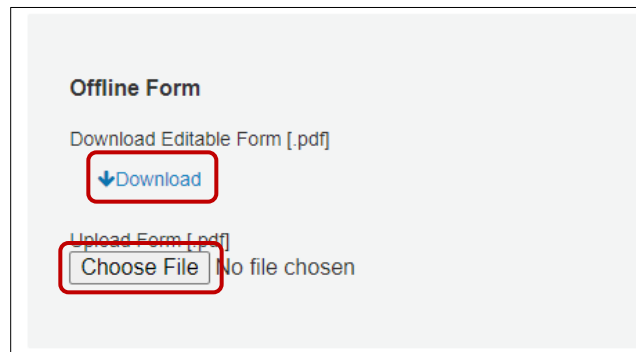 Offline Form
Download Editable Form [.pdf]
Download
Upload Form [.pdf]
Choose File No file chosen